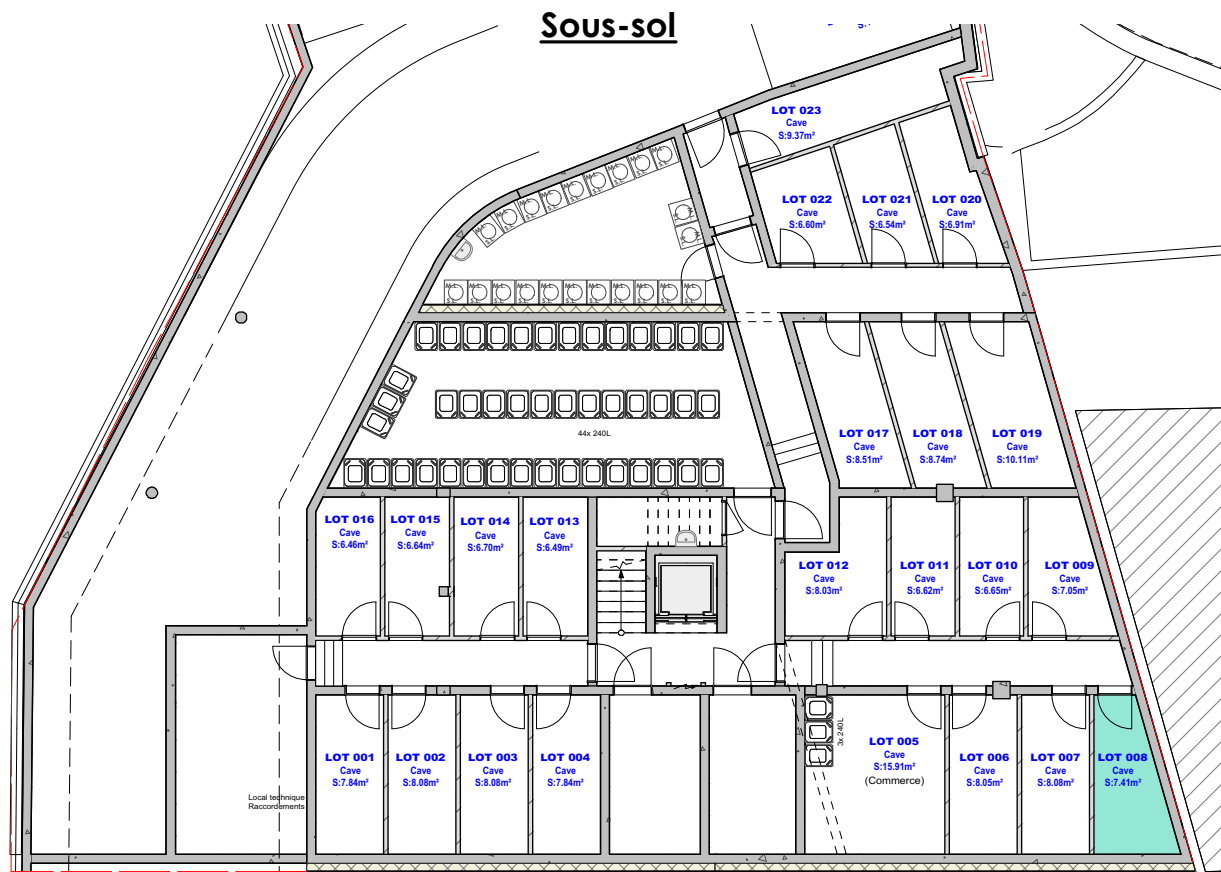 Sous-sol
LOT 023
Cave
S:9.37m²
LOT 022
Cave
S:6.60m²
LOT 021
Cave
S:6.54m²
LOT 020
Cave
S:6.91m²
44x 240L
LOT 017
Cave
S:8.51m²
LOT 018
Cave
S:8.74m²
LOT 019
Cave
S:10.11m²
LOT 016
Cave
S:6.46m²
LOT 015
Cave
S:6.64m²
LOT 014
Cave
S:6.70m²
LOT 013
Cave
S:6.49m²
LOT 012
Cave
S:8.03m²
LOT 011
Cave
S:6.62m²
LOT 010
Cave
S:6.65m²
LOT 009
Cave
S:7.05m²
LOT 001
Cave
S:7.84m²
LOT 002
Cave
S:8.08m²
LOT 003
Cave
S:8.08m²
LOT 004
Cave
S:7.84m²
3x 240L
LOT 005
Cave
S:15.91m²
(Commerce)
LOT 006
Cave
S:8.05m²
LOT 007
Cave
S:8.08m²
LOT 008
Cave
S:7.41m²
Local technique
Raccordements